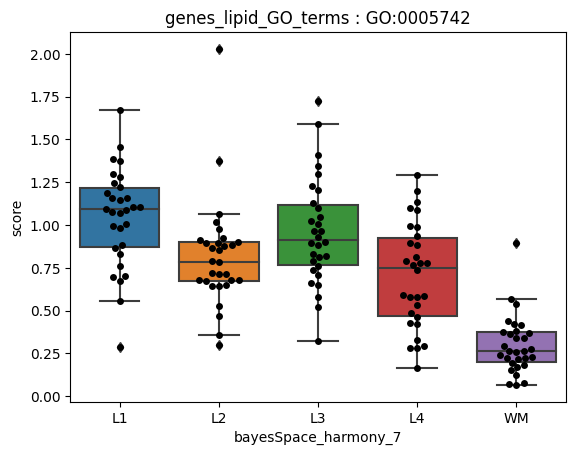 genes_lipid_GO_terms : GO:0005742
2.00
1.75
1.50
1.25
1.00
0.75
0.50
0.25
0.00
score
L1 L2 L3 L4 WM
bayesSpace_harmony_7